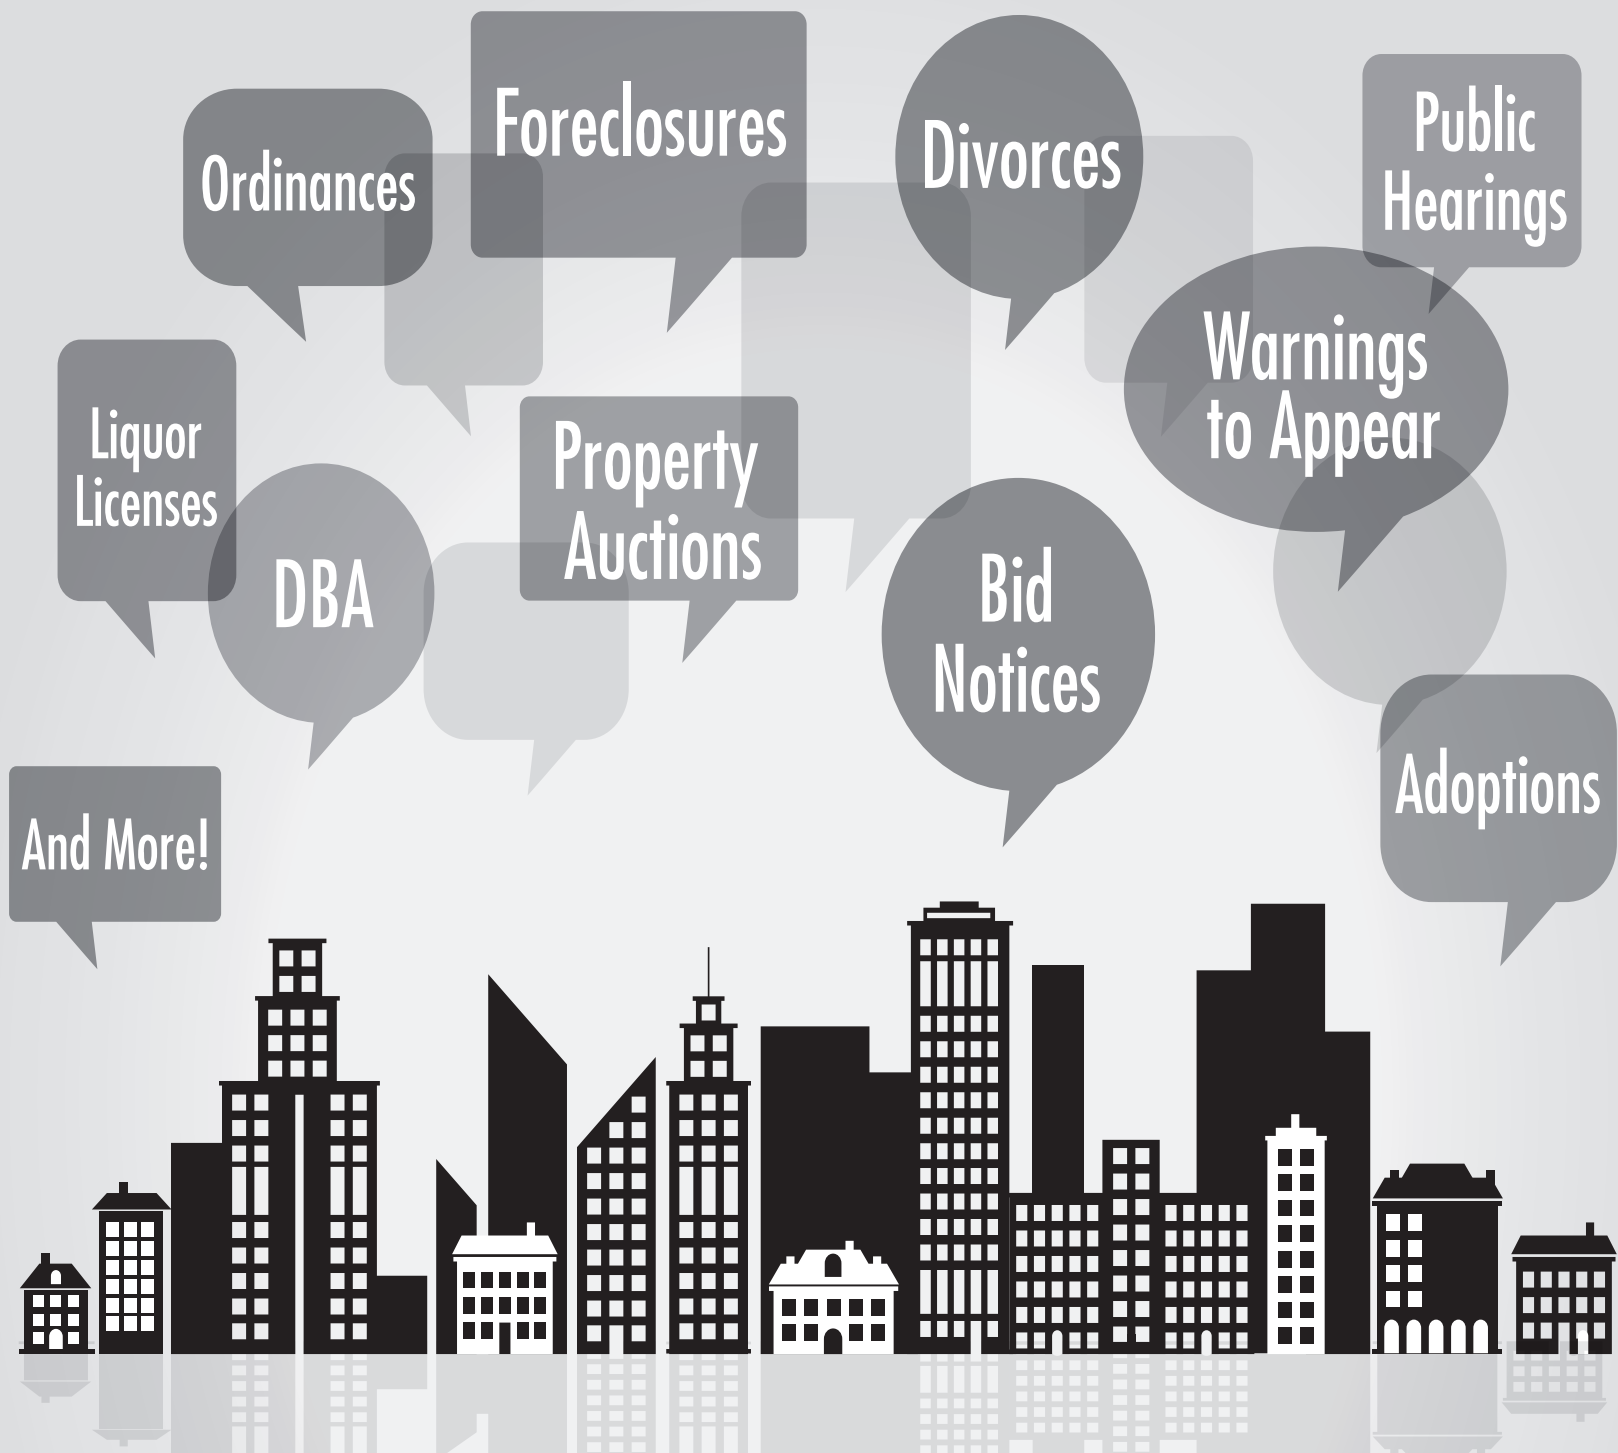 Ordinances
Foreclosures
Divorces
Public
Hearings
Warnings
to Appear
Liquor
Licenses
DBA
Property
Auctions
Bid
Notices
Adoptions
And More!